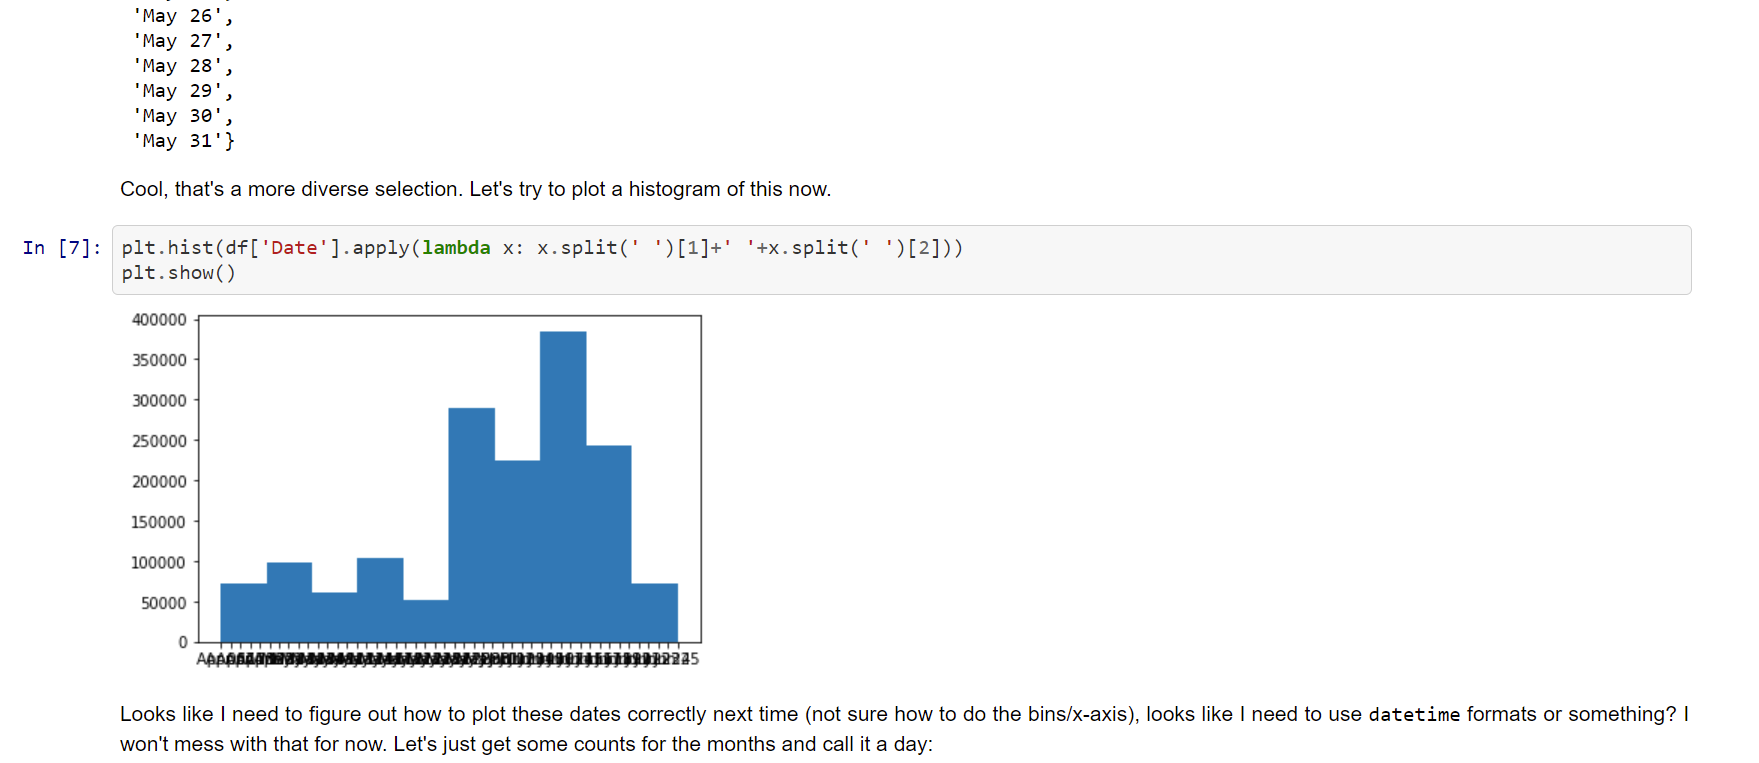 'May 26',
'May 27',
'May 28',
'May 29',
'May 30',
'May 31'}
Cool, that's a more diverse selection. Let's try to plot a histogram of this now.
In [7]: plt.hist(df['Date'].apply(lambda x: x.split(' ')[1]+' '+x.split(' ')[2]))
plt.show()
400000
350000
300000
250000
200000
150000
100000
50000
0
Looks like I need to figure out how to plot these dates correctly next time (not sure how to do the bins/x-axis), looks like I need to use datetime formats or something? I
won't mess with that for now. Let's just get some counts for the months and call it a day: